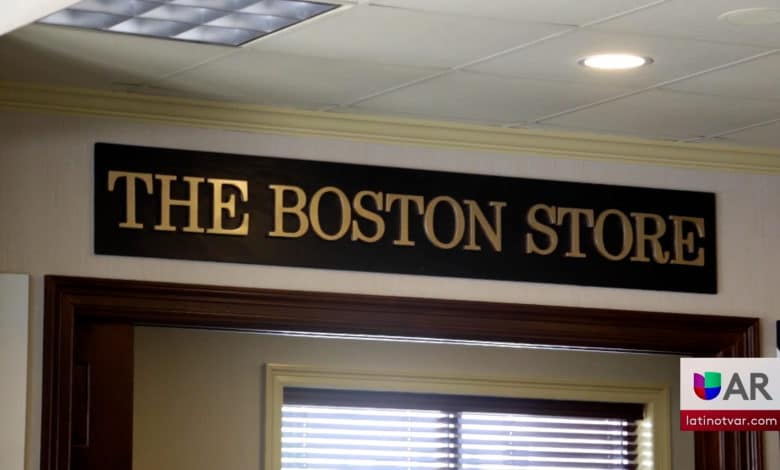 THE BOSTON STORE
AR
latinotvar.com